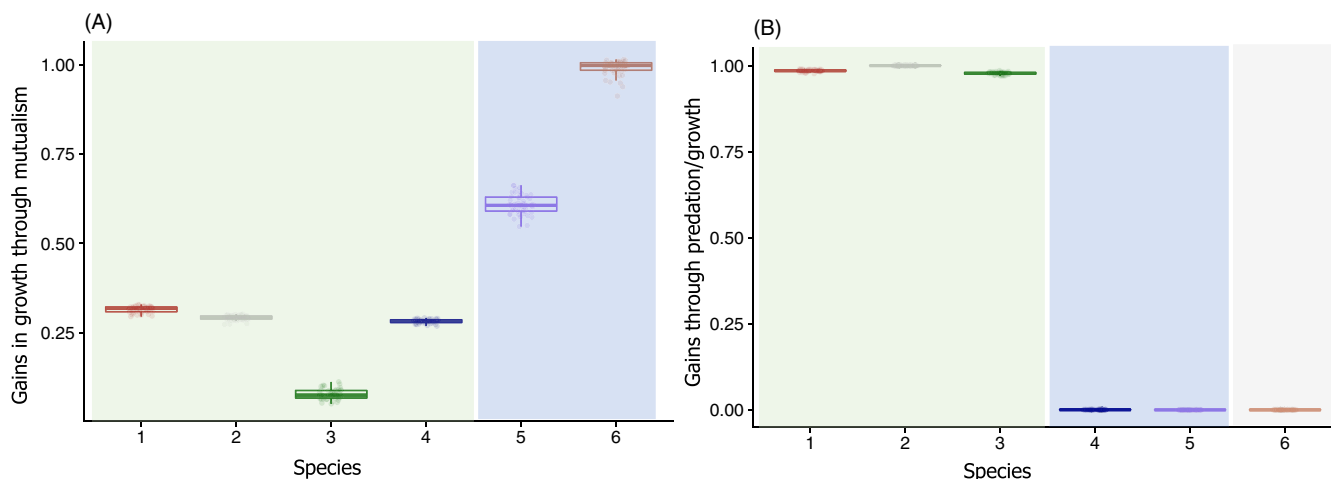 (A)
Gains in growth through mutualism
1.00
0.75
0.50
0.25
1 2 3 4 5 6
Species
(B)
Gains through predation/growth
1.00
0.75
0.50
0.25
0.00
1 2 3 4 5 6
Species